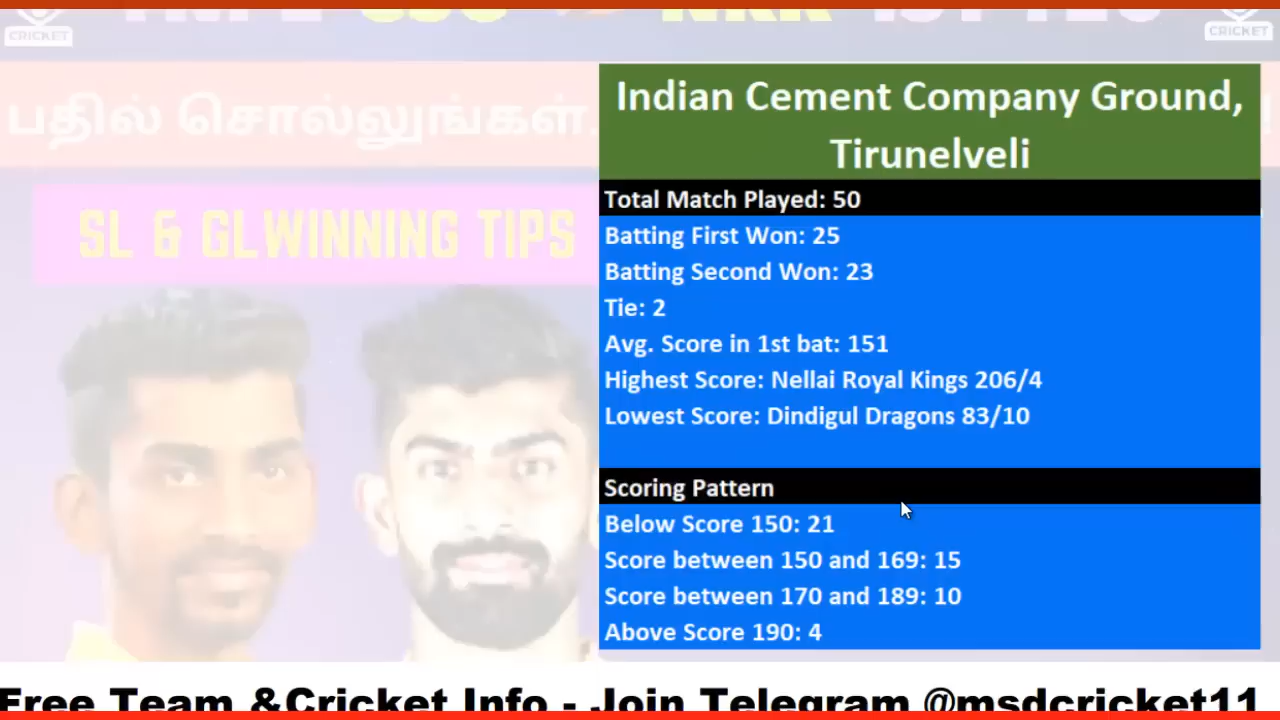 CRICKET
CRICKET
பதில் சொல்லுங்கள்.
!
SL & GLWINNING TIPS
Indian Cement Company Ground,
Tirunelveli
Total Match Played: 50
Batting First Won: 25
Batting Second Won: 23
Tie: 2
Avg. Score in 1st bat: 151
Highest Score: Nellai Royal Kings 206/4
Lowest Score: Dindigul Dragons 83/10
Scoring Pattern
Below Score 150: 21
Score between 150 and 169: 15
Score between 170 and 189: 10
Above Score 190: 4
Free Team &Cricket Info - Join Telegram @msdcricket11